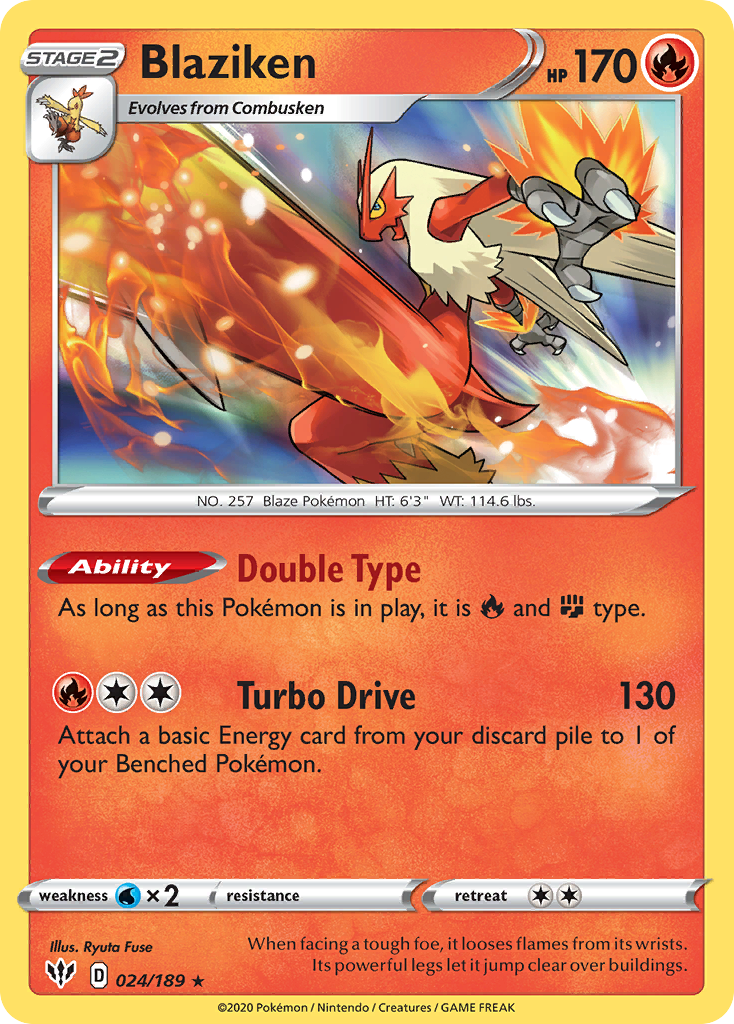 STAGE 2
Blaziken
HP 170
Evolves from Combusken
NO. 257 Blaze Pokémon HT: 6'3" WT: 114.6 lbs.
Ability Double Type
As long as this Pokémon is in play, it is and type.
Turbo Drive 130
Attach a basic Energy card from your discard pile to 1 of
your Benched Pokémon.
weakness ×2 resistance retreat
Illus. Ryuta Fuse
When facing a tough foe, it looses flames from its wrists.
Its powerful legs let it jump clear over buildings.
D 024/189 ★
©2020 Pokémon / Nintendo / Creatures / GAME FREAK